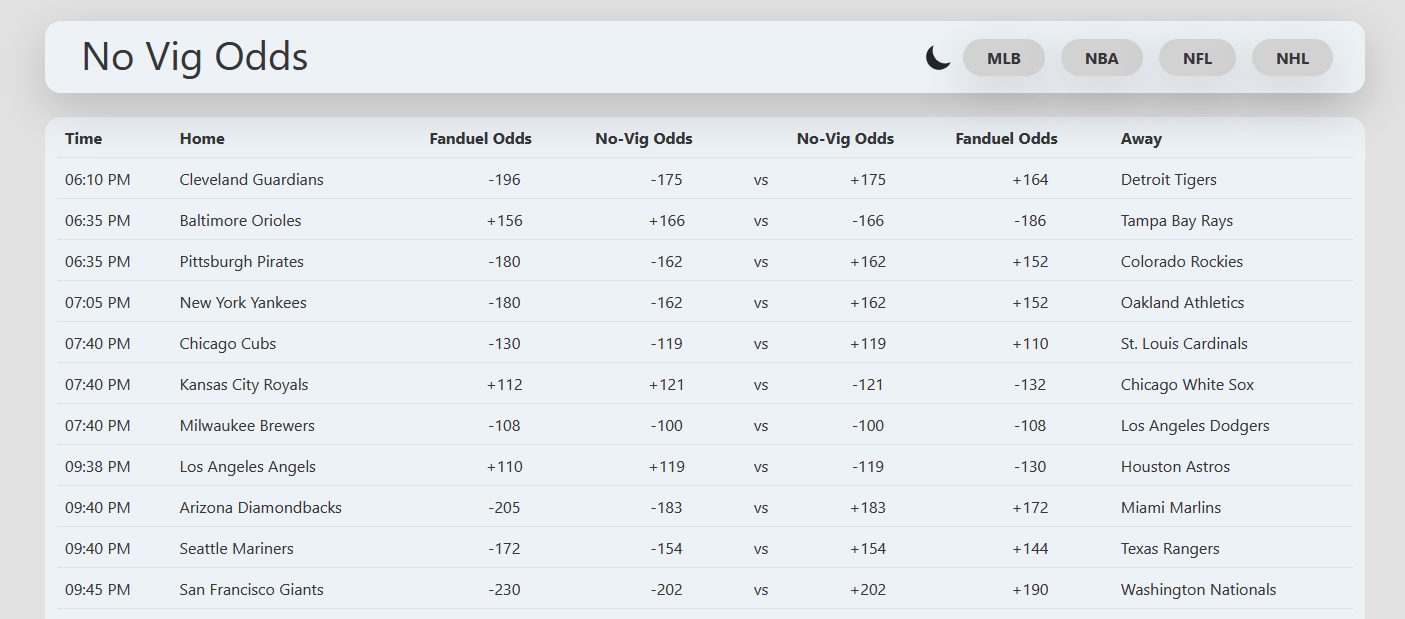 No Vig Odds MLB NBA NFL NHL
Time Home Fanduel Odds No-Vig Odds No-Vig Odds Fanduel Odds Away
06:10 PM Cleveland Guardians -196 -175 vs +175 +164 Detroit Tigers
06:35 PM Baltimore Orioles +156 +166 vs -166 -186 Tampa Bay Rays
06:35 PM Pittsburgh Pirates -180 -162 vs +162 +152 Colorado Rockies
07:05 PM New York Yankees -180 -162 vs +162 +152 Oakland Athletics
07:40 PM Chicago Cubs -130 -119 vs +119 +110 St. Louis Cardinals
07:40 PM Kansas City Royals +112 +121 vs -121 -132 Chicago White Sox
07:40 PM Milwaukee Brewers -108 -100 vs -100 -108 Los Angeles Dodgers
09:38 PM Los Angeles Angels +110 +119 vs -119 -130 Houston Astros
09:40 PM Arizona Diamondbacks -205 -183 vs +183 +172 Miami Marlins
09:40 PM Seattle Mariners -172 -154 vs +154 +144 Texas Rangers
09:45 PM San Francisco Giants -230 -202 vs +202 +190 Washington Nationals